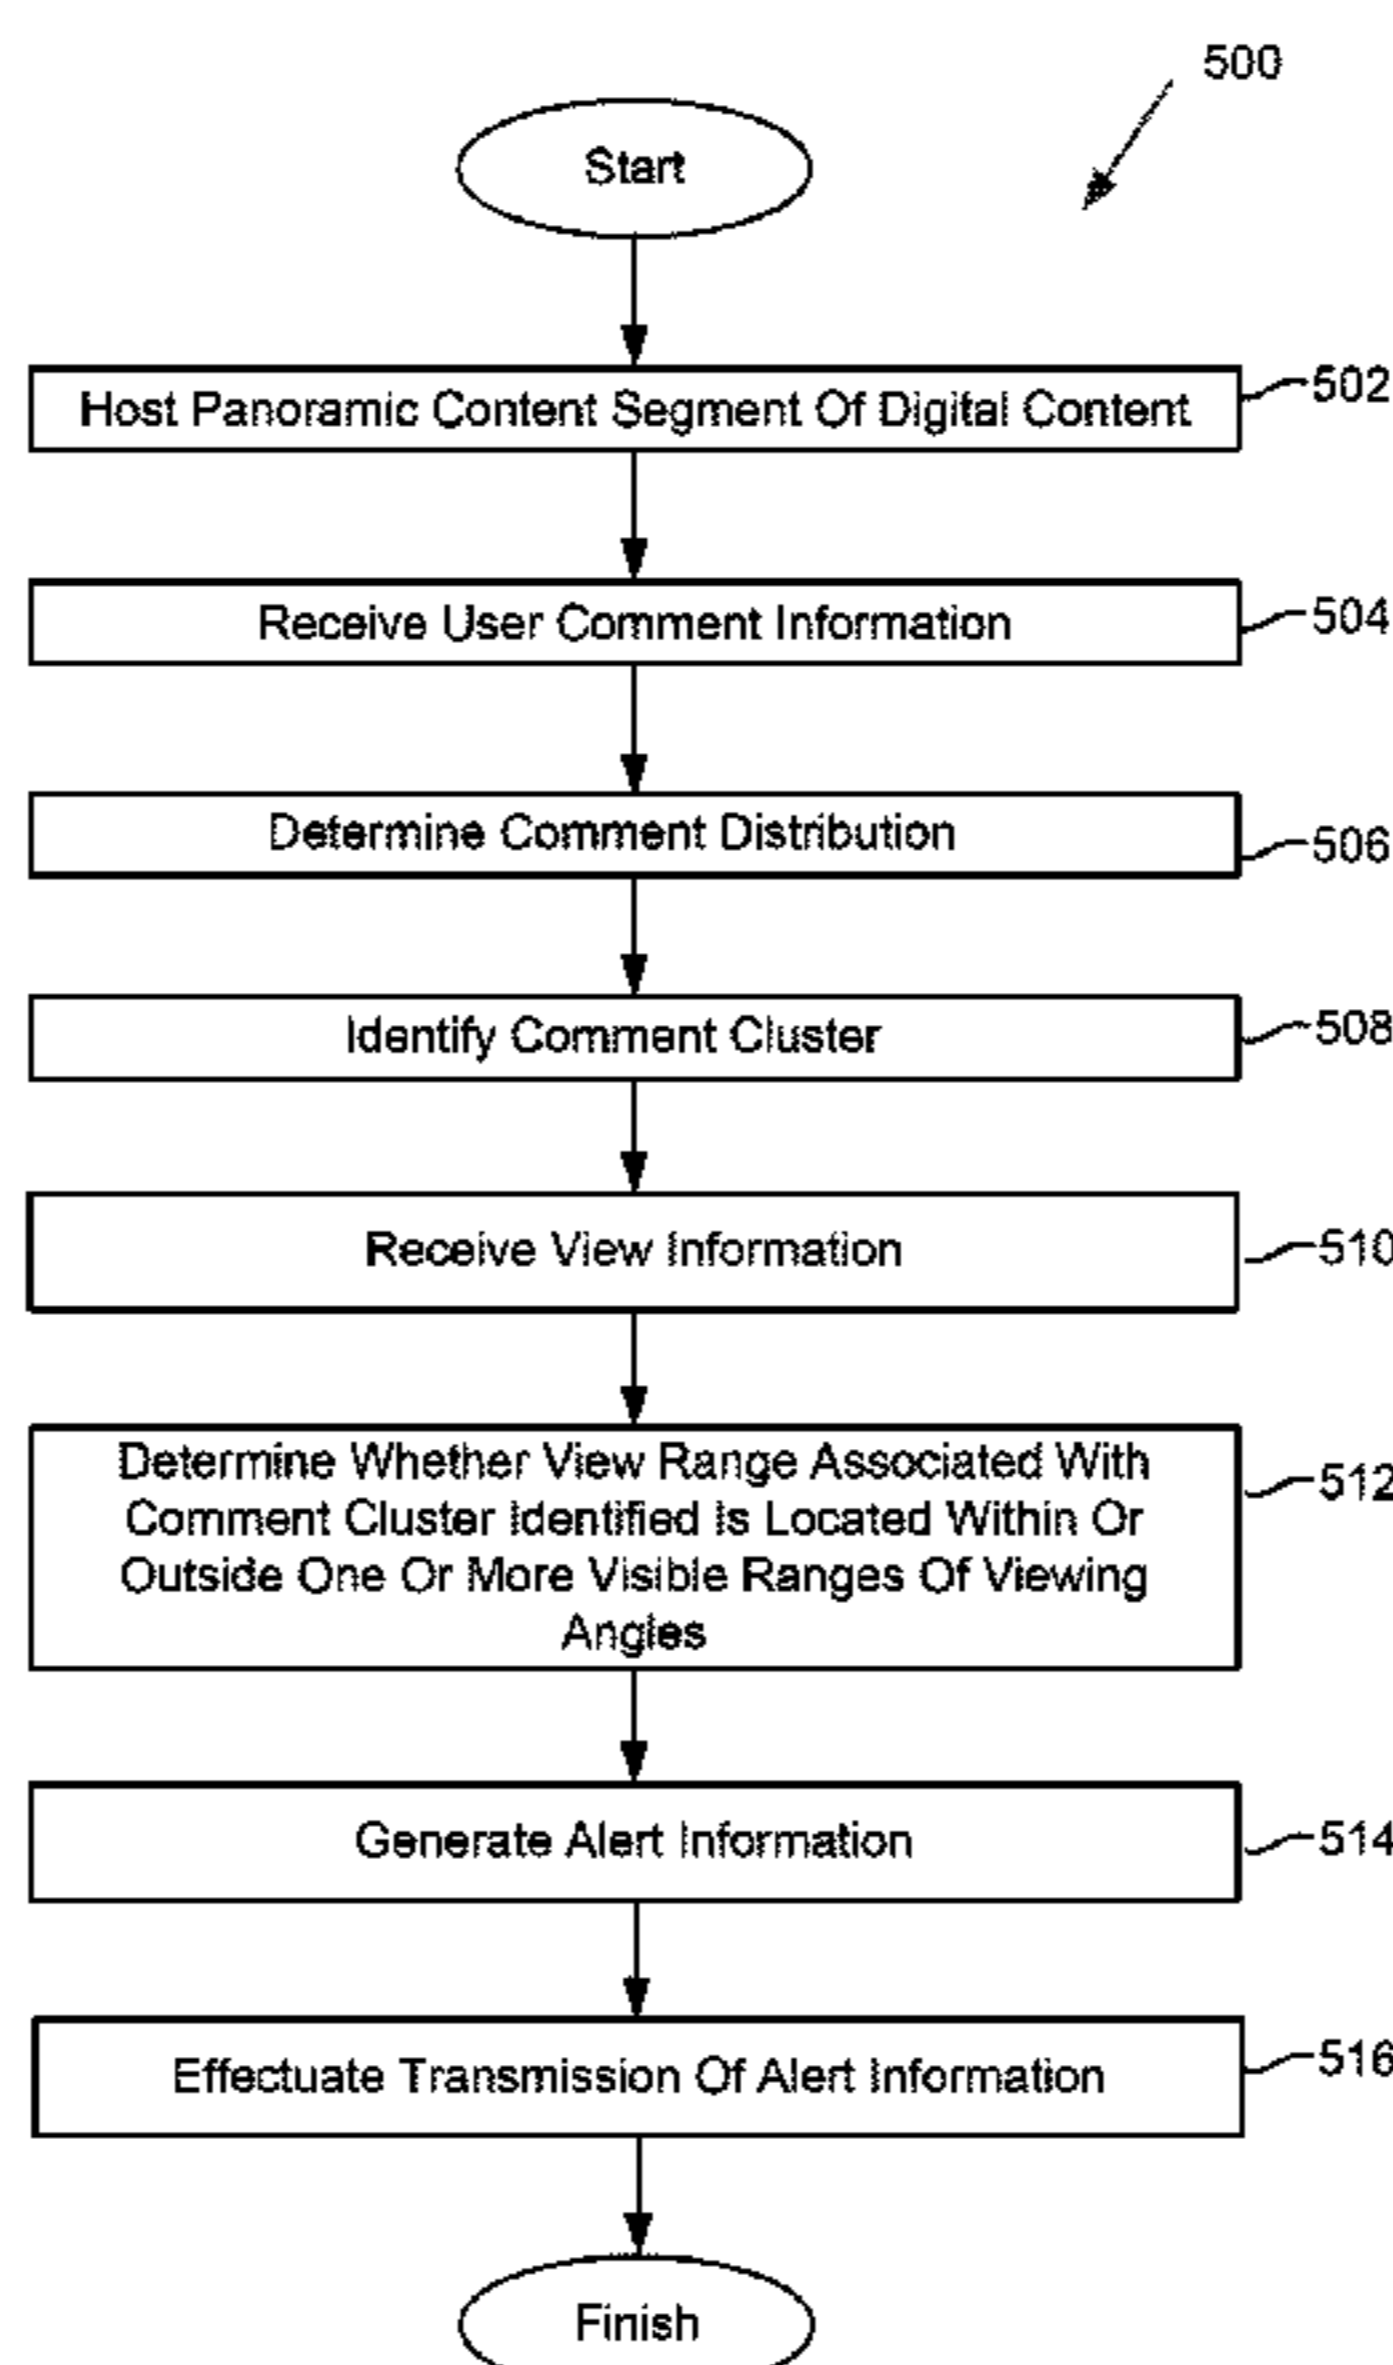 500
Start
Host Panoramic Content Segment Of Digital Content
502
Receive User Comment Information
504
Determine Comment Distribution
506
Identify Comment Cluster
508
Receive View Information
510
Determine Whether View Range Associated With
Comment Cluster Identified Is Located Within Or
Outside One Or More Visible Ranges Of Viewing
Angles
512
Generate Alert Information
514
Effectuate Transmission Of Alert Information
516
Finish